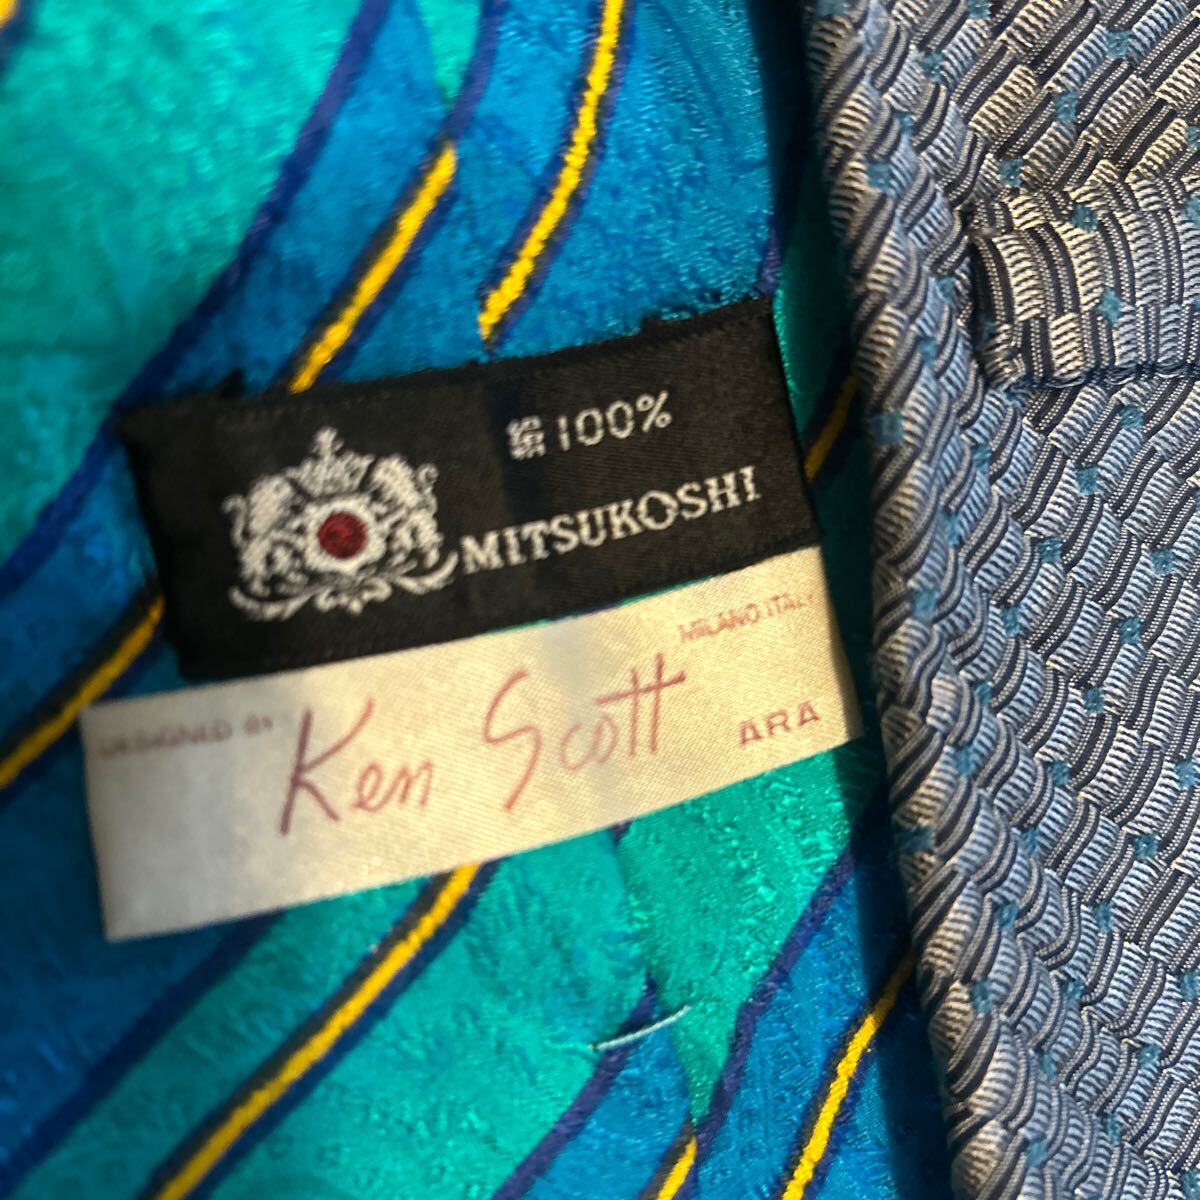 絹100%
MITSUKOSHI
MILANO ITALY
DESIGNED BY Ken Scott
ARA